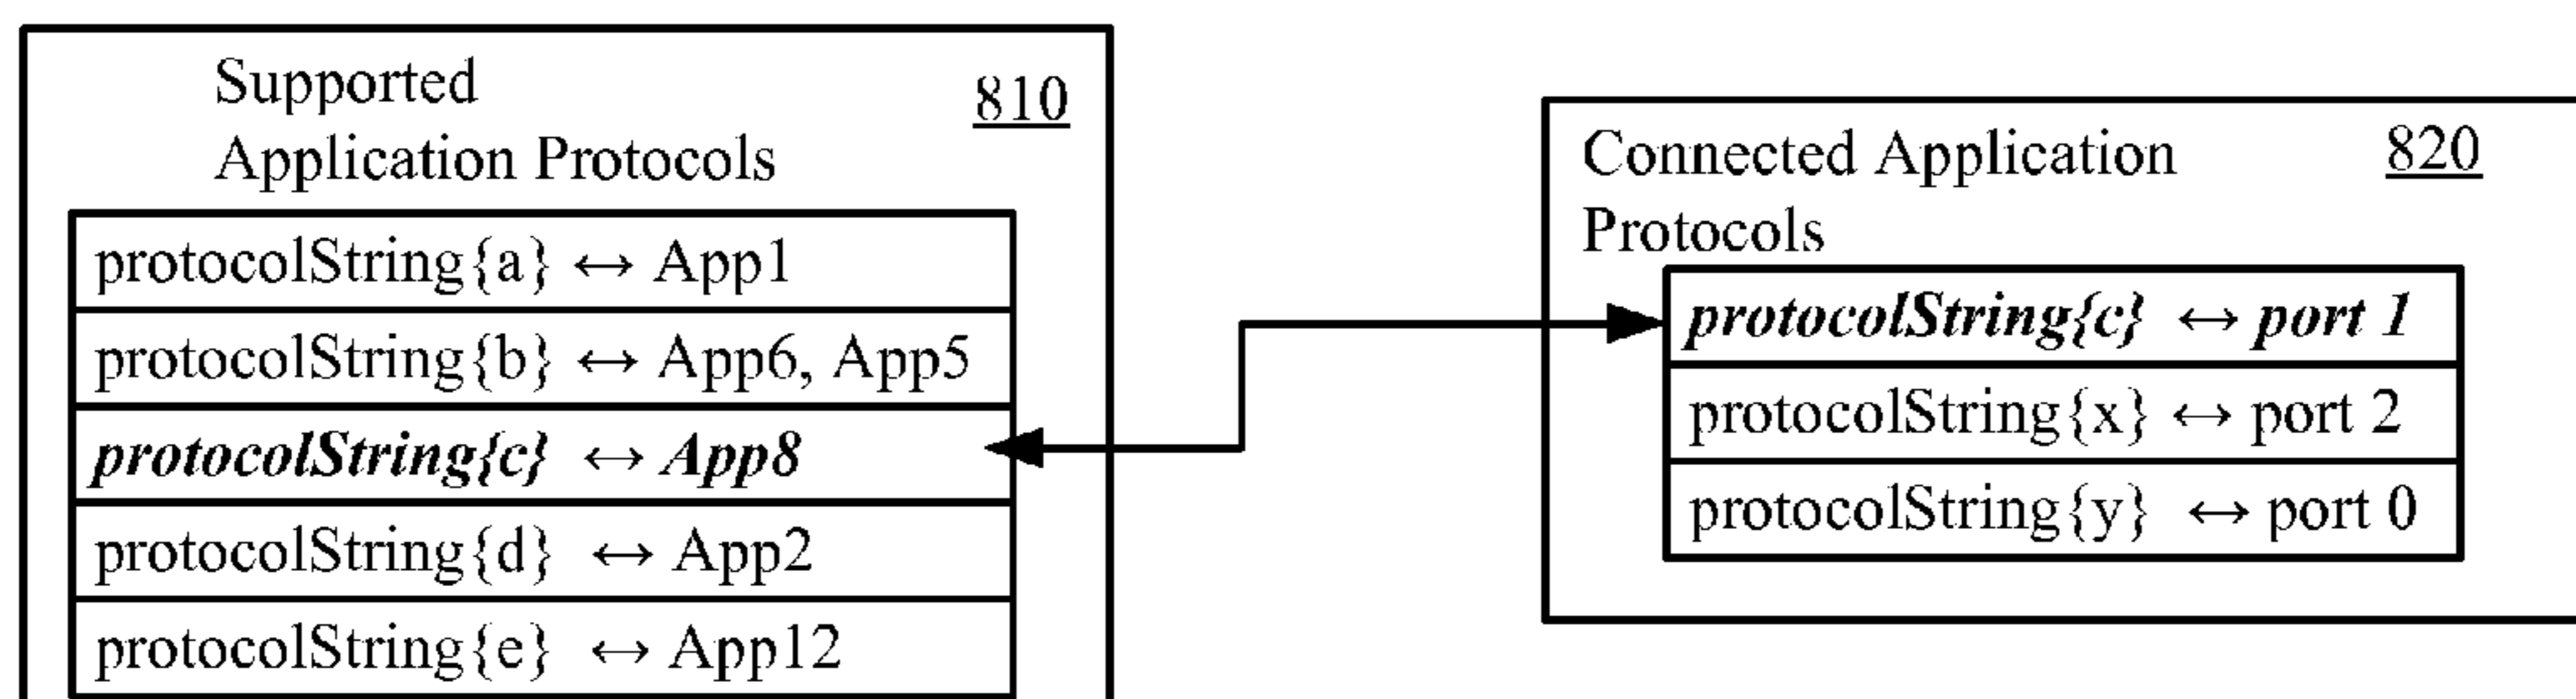 Supported
810
Application Protocols
protocolString{a} ↔ App1
protocolString{b} ↔ App6, App5
protocolString{c} ↔ App8
protocolString{d} ↔ App2
protocolString{e} ↔ App12
Connected Application
820
Protocols
protocolString{c} ↔ port 1
protocolString{x} ↔ port 2
protocolString{y} ↔ port 0